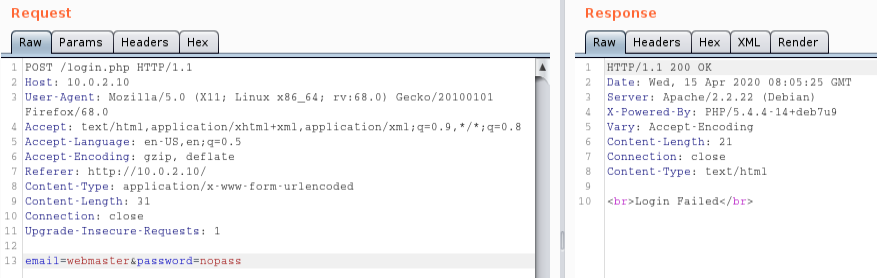 Request
Raw Params Headers Hex
1 POST /login.php HTTP/1.1
2 Host: 10.0.2.10
3 User-Agent: Mozilla/5.0 (X11; Linux x86_64; rv:68.0) Gecko/20100101
Firefox/68.0
4 Accept: text/html,application/xhtml+xml,application/xml;q=0.9,*/*;q=0.8
5 Accept-Language: en-US,en;q=0.5
6 Accept-Encoding: gzip, deflate
7 Referer: http://10.0.2.10/
8 Content-Type: application/x-www-form-urlencoded
9 Content-Length: 31
10 Connection: close
11 Upgrade-Insecure-Requests: 1
12
13 email=webmaster&password=nopass
Response
Raw Headers Hex XML Render
1 HTTP/1.1 200 OK
2 Date: Wed, 15 Apr 2020 08:05:25 GMT
3 Server: Apache/2.2.22 (Debian)
4 X-Powered-By: PHP/5.4.4-14+deb7u9
5 Vary: Accept-Encoding
6 Content-Length: 21
7 Connection: close
8 Content-Type: text/html
9
10 <br>Login Failed</br>